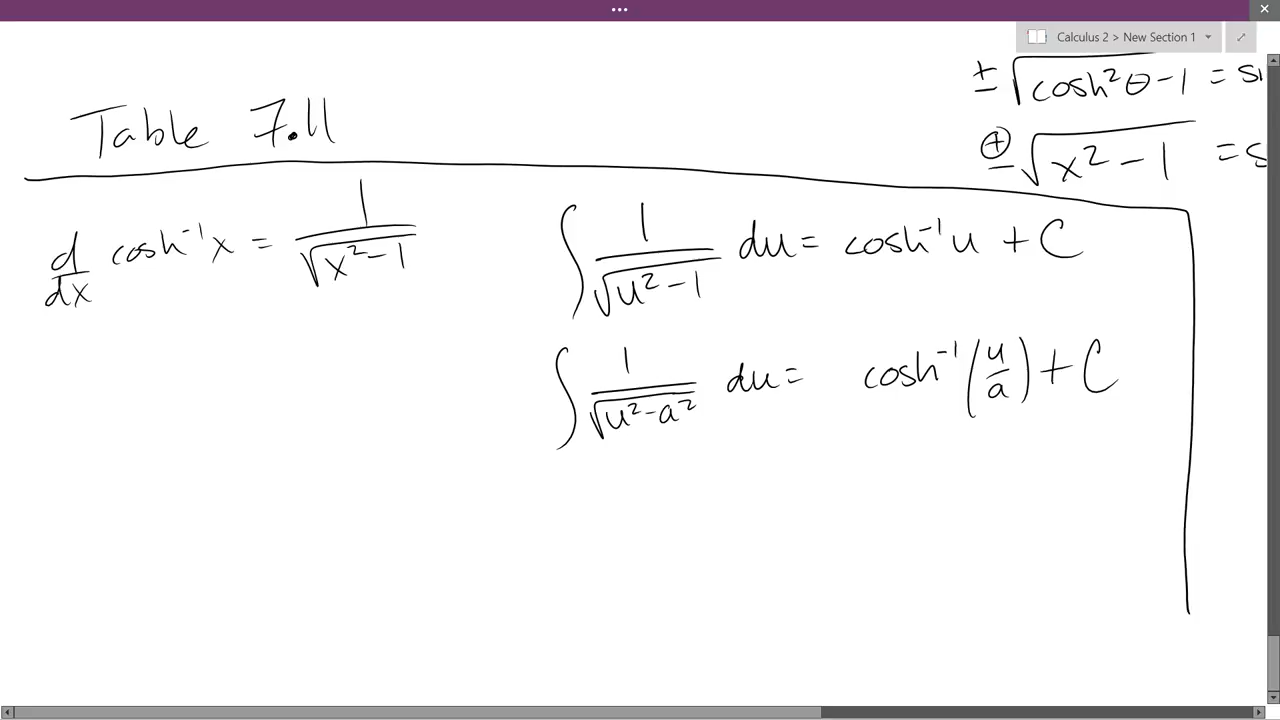 Calculus 2 > New Section 1
± √(cosh²θ − 1) = si
± √(x² − 1) = s
Table 7.11
d/dx cosh⁻¹x = 1/√(x² − 1)
∫ 1/√(u² − 1) du = cosh⁻¹u + C
∫ 1/√(u² − a²) du = cosh⁻¹(u/a) + C